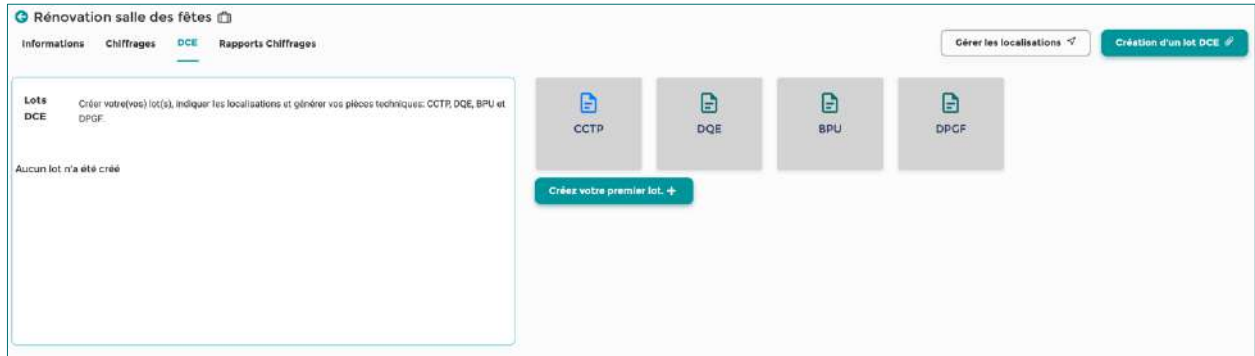 Rénovation salle des fêtes
Informations Chiffrages DCE Rapports Chiffrages
Gérer les localisations
Création d'un lot DCE
Lots DCE
Créer votre(vos) lot(s), indiquer les localisations et générer vos pièces techniques: CCTP, DQE, BPU et
DPGF.
Aucun lot n'a été créé
CCTP
DQE
BPU
DPGF
Créez votre premier lot. +